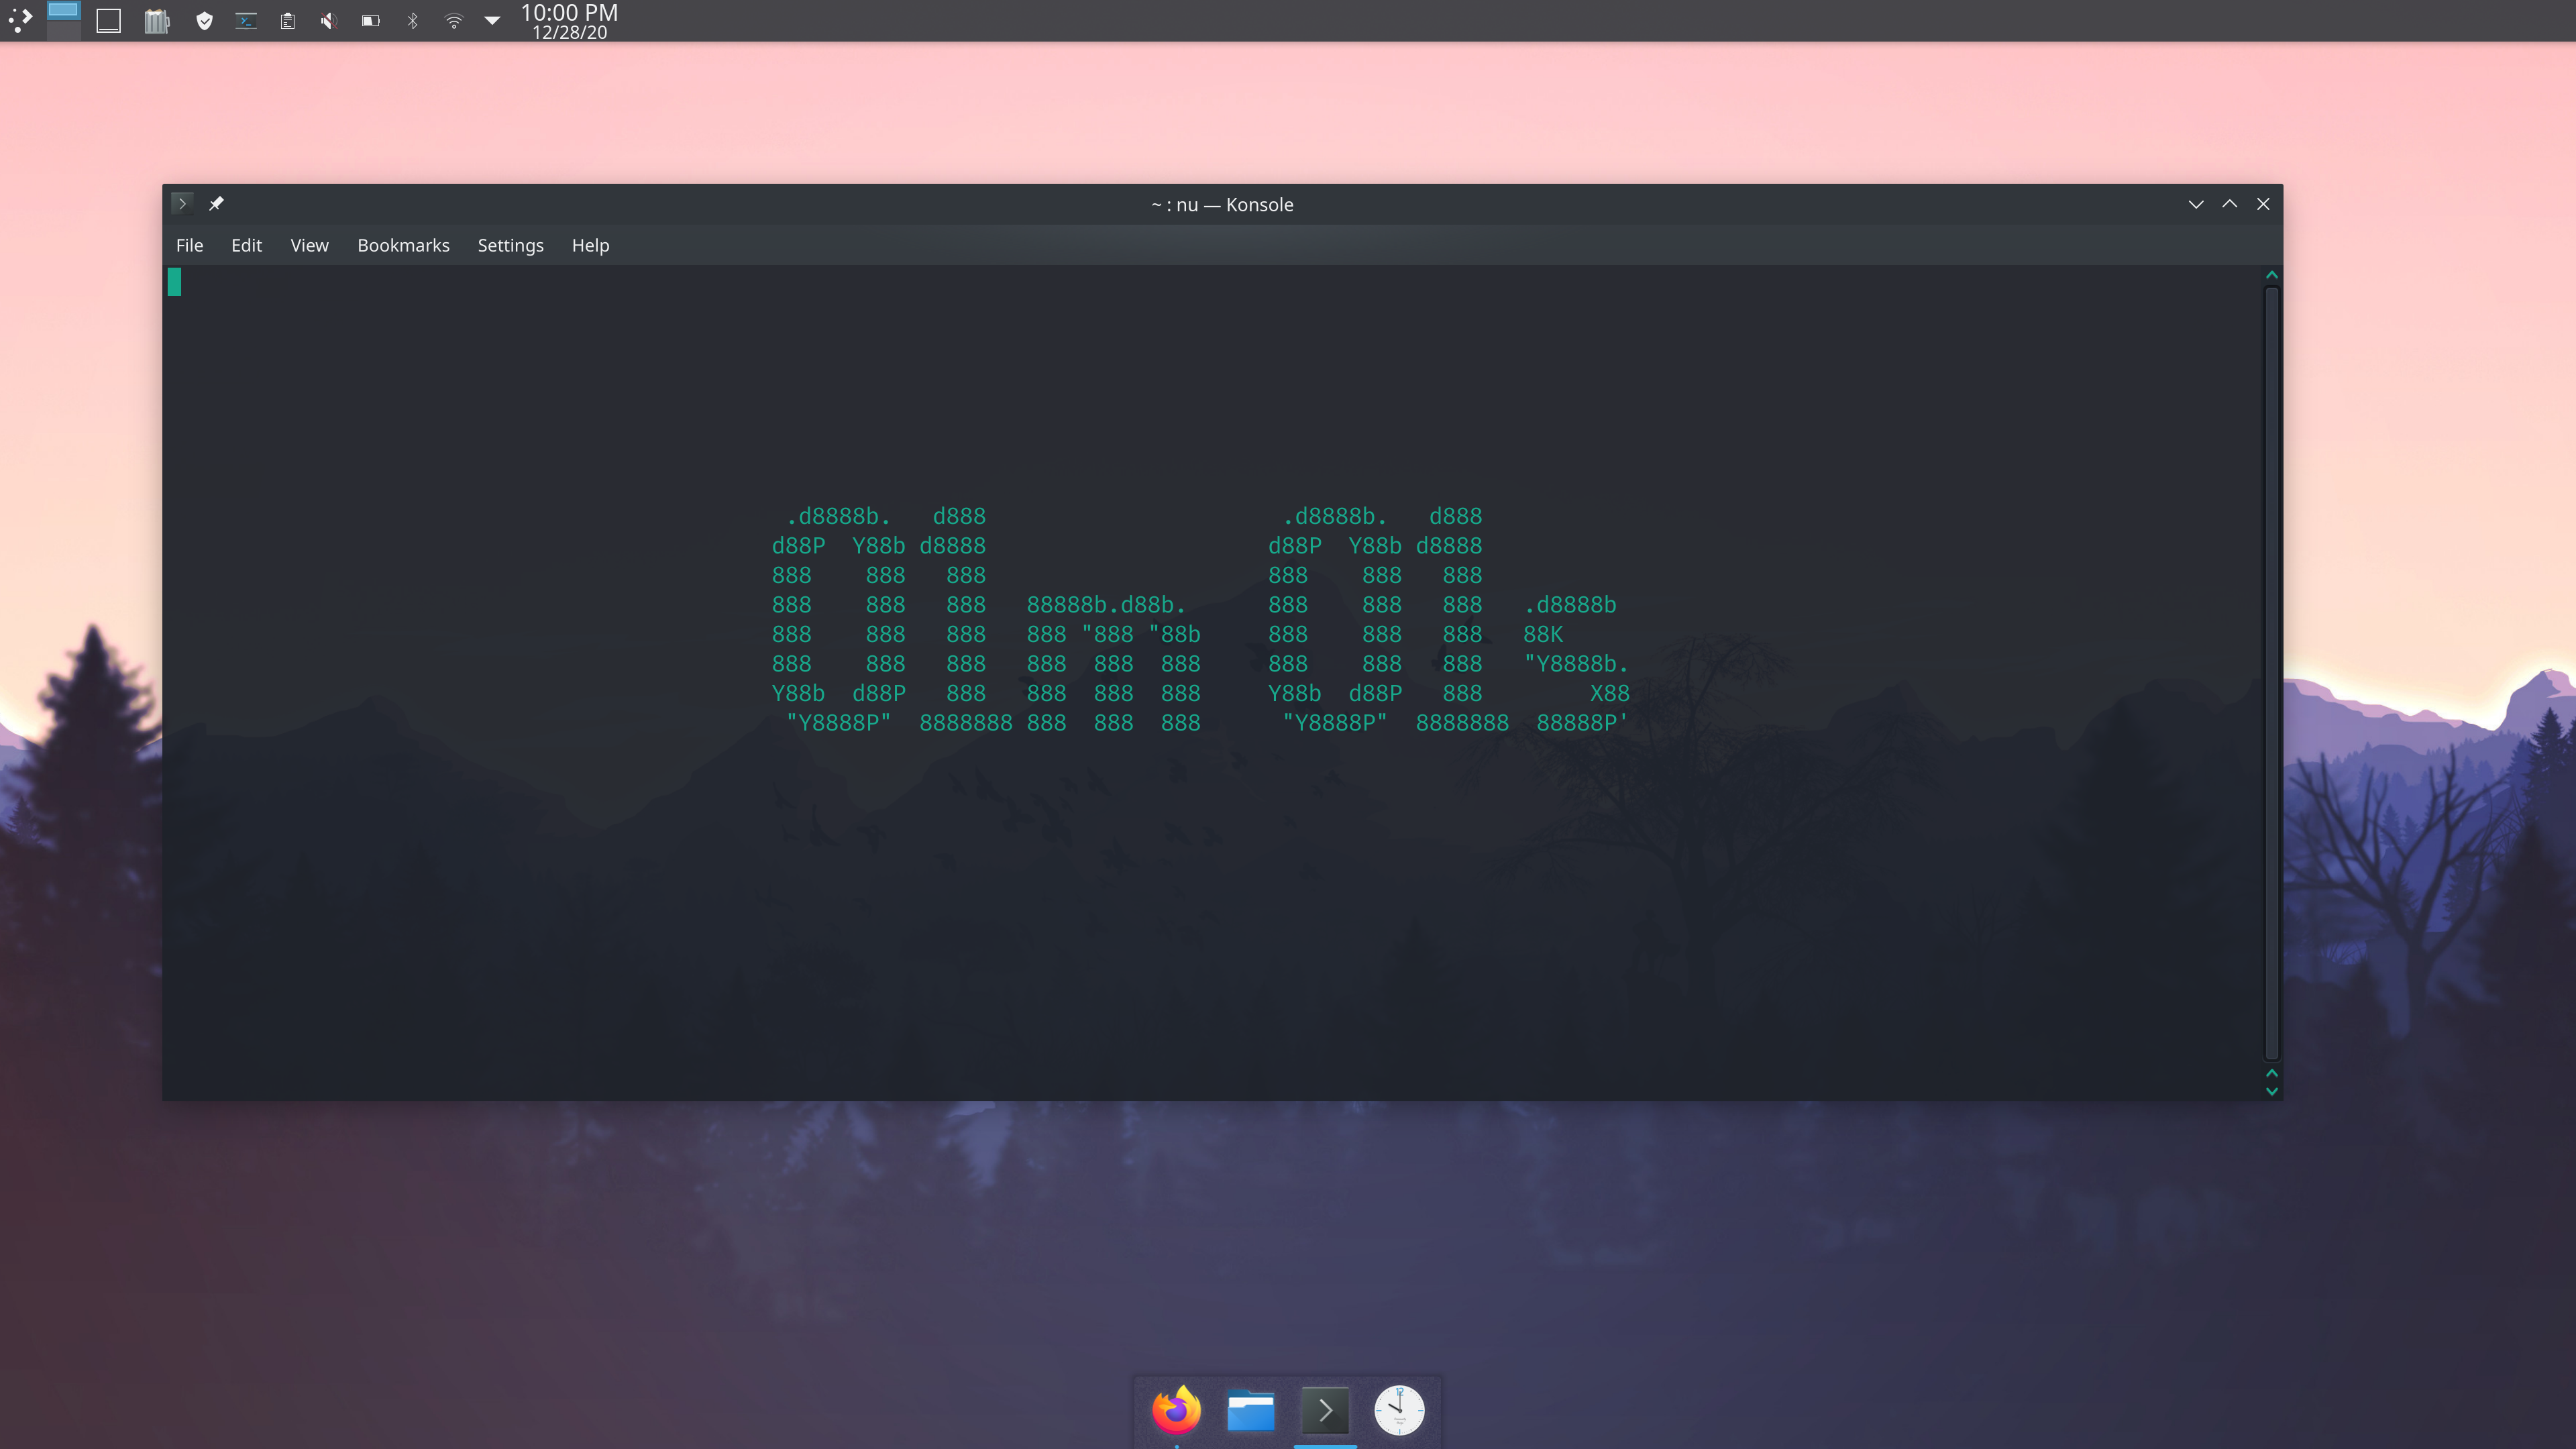 10:00 PM
12/28/20
~ : nu — Konsole
File Edit View Bookmarks Settings Help
 .d8888b.   d888                      .d8888b.   d888
d88P  Y88b d8888                     d88P  Y88b d8888
888    888   888                     888    888   888
888    888   888   88888b.d88b.      888    888   888   .d8888b
888    888   888   888 "888 "88b     888    888   888   88K
888    888   888   888  888  888     888    888   888   "Y8888b.
Y88b  d88P   888   888  888  888     Y88b  d88P   888        X88
 "Y8888P"  8888888 888  888  888      "Y8888P"  8888888  88888P'
12